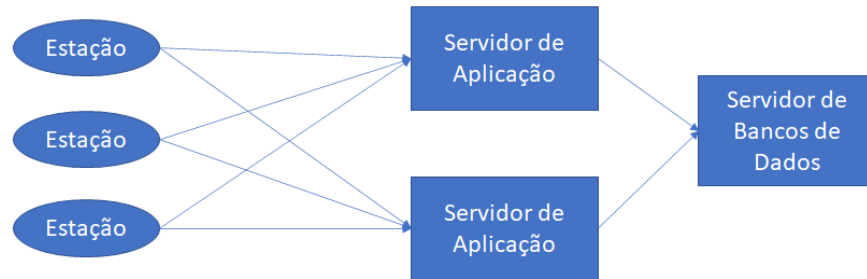 Estação
Estação
Estação
Servidor de
Aplicação
Servidor de
Aplicação
Servidor de
Bancos de
Dados